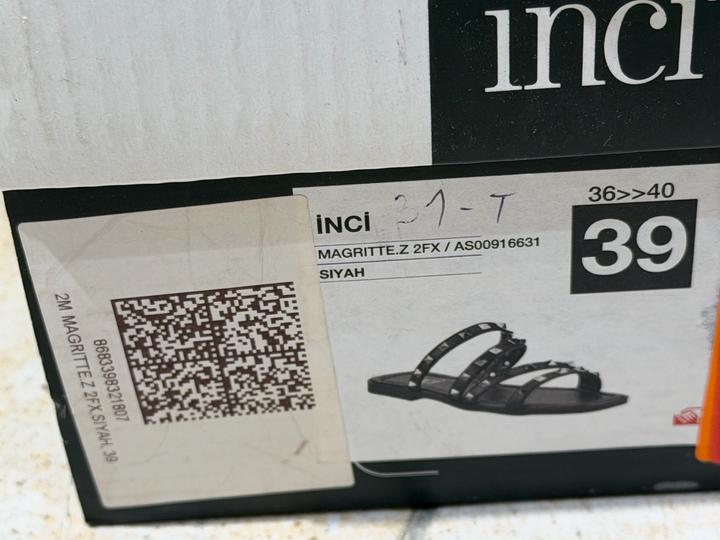 inci
İNCİ 31-T
MAGRITTE.Z 2FX / AS00916631
SIYAH
36>>40
39
8683398321807
2M MAGRITTE.Z 2FX.SIYAH, 39